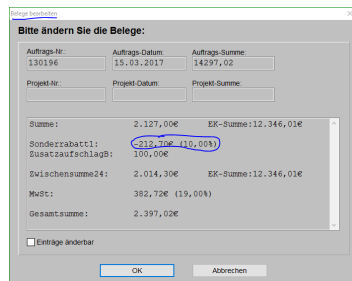 Belege bearbeiten
Bitte ändern Sie die Belege:
Auftrags-Nr.: Auftrags-Datum: Auftrags-Summe:
130196 15.03.2017 14297,02
Projekt-Nr.: Projekt-Datum: Projekt-Summe:
Summe: 2.127,00€ EK-Summe:12.346,01€
Sonderrabatt1: -212,70€ (10,00%)
ZusatzaufschlagB: 100,00€
Zwischensumme24: 2.014,30€ EK-Summe:12.346,01€
MwSt: 382,72€ (19,00%)
Gesamtsumme: 2.397,02€
Einträge änderbar
OK Abbrechen